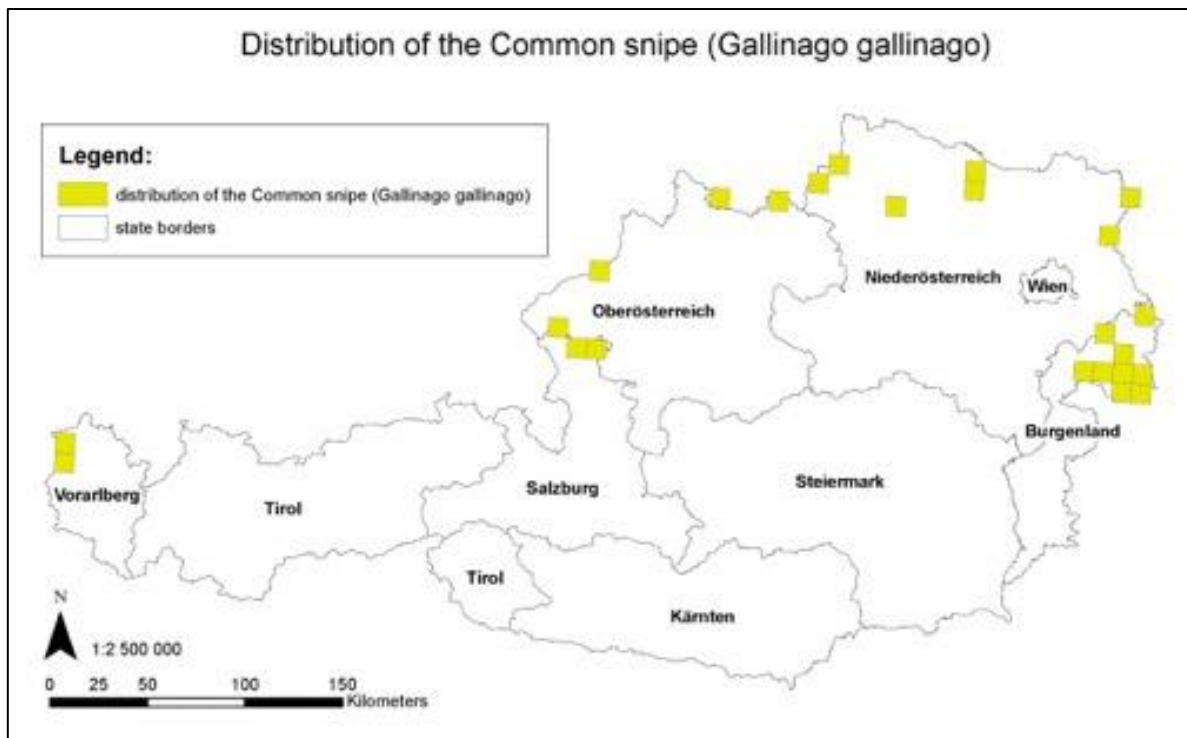 Distribution of the Common snipe (Gallinago gallinago)
Legend:
distribution of the Common snipe (Gallinago gallinago)
state borders
Niederösterreich
Wien
Oberösterreich
Burgenland
Vorarlberg
Tirol
Salzburg
Steiermark
Tirol
Kärnten
N
1:2 500 000
0 25 50 100 150
Kilometers